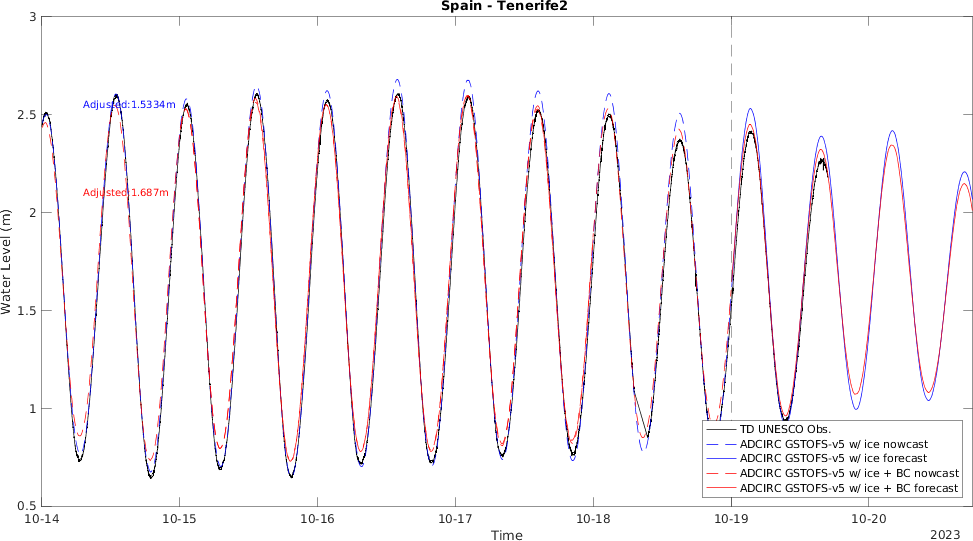 Spain - Tenerife2
3
2.5
2
1.5
1
0.5
Water Level (m)
Adjusted:1.5334m
Adjusted:1.687m
TD UNESCO Obs.
ADCIRC GSTOFS-v5 w/ ice nowcast
ADCIRC GSTOFS-v5 w/ ice forecast
ADCIRC GSTOFS-v5 w/ ice + BC nowcast
ADCIRC GSTOFS-v5 w/ ice + BC forecast
10-14 10-15 10-16 10-17 10-18 10-19 10-20
2023
Time